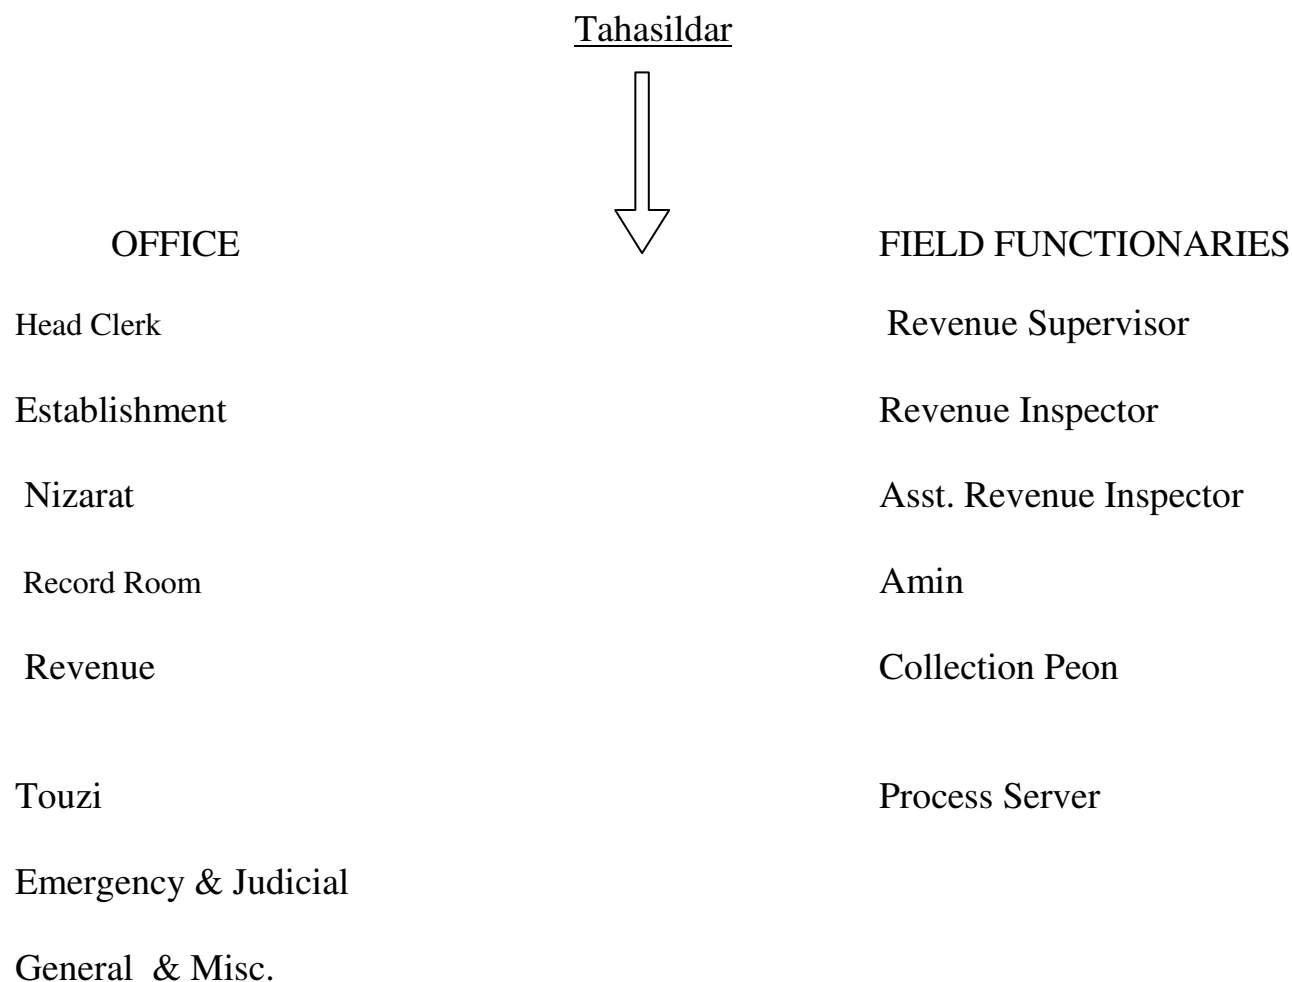 Tahasildar
OFFICE FIELD FUNCTIONARIES
Head Clerk Revenue Supervisor
Establishment Revenue Inspector
Nizarat Asst. Revenue Inspector
Record Room Amin
Revenue Collection Peon
Touzi Process Server
Emergency & Judicial
General & Misc.